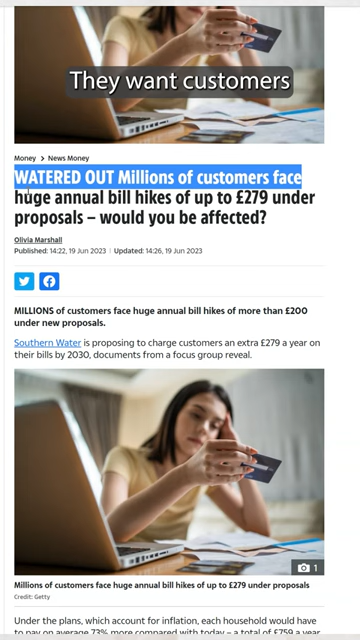 They want customers
Money > News Money
WATERED OUT Millions of customers face
huge annual bill hikes of up to £279 under
proposals – would you be affected?
Olivia Marshall
Published: 14:22, 19 Jun 2023 | Updated: 14:26, 19 Jun 2023
MILLIONS of customers face huge annual bill hikes of more than £200
under new proposals.
Southern Water is proposing to charge customers an extra £279 a year on
their bills by 2030, documents from a focus group reveal.
1
Millions of customers face huge annual bill hikes of up to £279 under proposals
Credit: Getty
Under the plans, which account for inflation, each household would have
to pay on average 73% more compared with today – a total of £759 a year